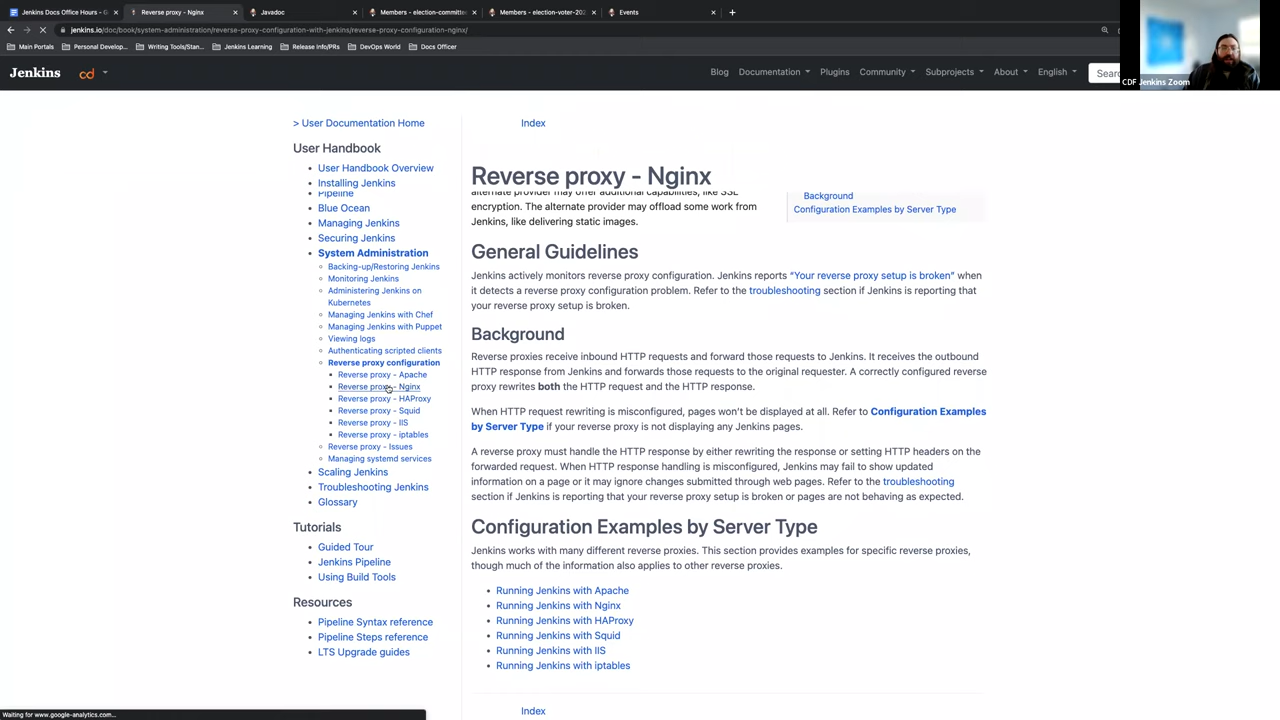 Jenkins Docs Office Hours - G
Reverse proxy - Nginx
Javadoc
Members - election-committe
Members - election-voter-202
Events
jenkins.io/doc/book/system-administration/reverse-proxy-configuration-with-jenkins/reverse-proxy-configuration-nginx/
Main Portals
Personal Develop...
Writing Tools/Stan...
Jenkins Learning
Release Info/PRs
DevOps World
Docs Officer
Jenkins
cd
Blog
Documentation
Plugins
Community
Subprojects
About
English
Searc
CDF Jenkins Zoom
> User Documentation Home
User Handbook
User Handbook Overview
Installing Jenkins
Pipeline
Blue Ocean
Managing Jenkins
Securing Jenkins
System Administration
Backing-up/Restoring Jenkins
Monitoring Jenkins
Administering Jenkins on
Kubernetes
Managing Jenkins with Chef
Managing Jenkins with Puppet
Viewing logs
Authenticating scripted clients
Reverse proxy configuration
Reverse proxy - Apache
Reverse proxy - Nginx
Reverse proxy - HAProxy
Reverse proxy - Squid
Reverse proxy - IIS
Reverse proxy - iptables
Reverse proxy - Issues
Managing systemd services
Scaling Jenkins
Troubleshooting Jenkins
Glossary
Tutorials
Guided Tour
Jenkins Pipeline
Using Build Tools
Resources
Pipeline Syntax reference
Pipeline Steps reference
LTS Upgrade guides
Index
Reverse proxy - Nginx
alternate provider may offer additional capabilities, like SSL
encryption. The alternate provider may offload some work from
Jenkins, like delivering static images.
Background
Configuration Examples by Server Type
General Guidelines
Jenkins actively monitors reverse proxy configuration. Jenkins reports “Your reverse proxy setup is broken” when
it detects a reverse proxy configuration problem. Refer to the troubleshooting section if Jenkins is reporting that
your reverse proxy setup is broken.
Background
Reverse proxies receive inbound HTTP requests and forward those requests to Jenkins. It receives the outbound
HTTP response from Jenkins and forwards those requests to the original requester. A correctly configured reverse
proxy rewrites both the HTTP request and the HTTP response.
When HTTP request rewriting is misconfigured, pages won't be displayed at all. Refer to Configuration Examples
by Server Type if your reverse proxy is not displaying any Jenkins pages.
A reverse proxy must handle the HTTP response by either rewriting the response or setting HTTP headers on the
forwarded request. When HTTP response handling is misconfigured, Jenkins may fail to show updated
information on a page or it may ignore changes submitted through web pages. Refer to the troubleshooting
section if Jenkins is reporting that your reverse proxy setup is broken or pages are not behaving as expected.
Configuration Examples by Server Type
Jenkins works with many different reverse proxies. This section provides examples for specific reverse proxies,
though much of the information also applies to other reverse proxies.
Running Jenkins with Apache
Running Jenkins with Nginx
Running Jenkins with HAProxy
Running Jenkins with Squid
Running Jenkins with IIS
Running Jenkins with iptables
Index
Waiting for www.google-analytics.com...